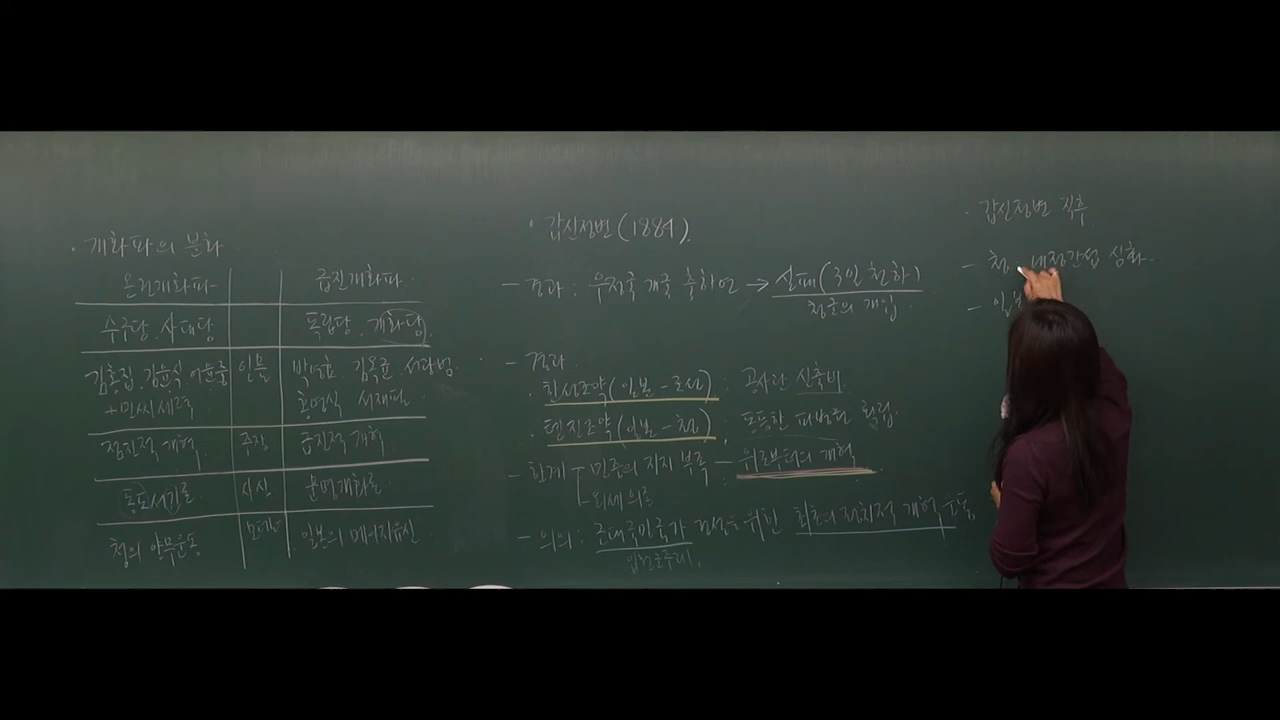 · 개화파의 분화
온건개화파 급진개화파
수구당. 사대당 독립당. 개화당
김홍집. 김윤식. 어윤중 인물 박영효 김옥균. 서광범
+민씨세력 홍영식 서재필
점진적 개혁 주장 급진적 개혁
동도서기론 사상 문명개화론
청의 양무운동 일본의 메이지유신
· 갑신정변(1884)
- 경과: 우정국 개국 축하연 → 실패(3일 천하)
청군의 개입
- 결과
· 한성조약(일본-조선) : 공사관 신축비
· 톈진조약(일본-청) : 동등한 파병권 확립
- 한계 - 민중의 지지 부족 - 위로부터의 개혁
- 외세 의존
- 의의: 근대국민국가 건설을 위한 최초의 정치적 개혁 운동
입헌군주제
· 갑신정변 직후
- 청: 내정간섭 심화
- 일본